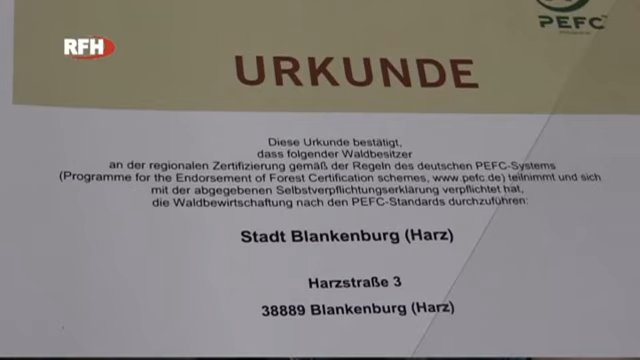 RFH
PEFC
URKUNDE
Diese Urkunde bestätigt,
dass folgender Waldbesitzer
an der regionalen Zertifizierung gemäß der Regeln des deutschen PEFC-Systems
(Programme for the Endorsement of Forest Certification schemes, www.pefc.de) teilnimmt und sich
mit der abgegebenen Selbstverpflichtungserklärung verpflichtet hat,
die Waldbewirtschaftung nach den PEFC-Standards durchzuführen:
Stadt Blankenburg (Harz)
Harzstraße 3
38889 Blankenburg (Harz)